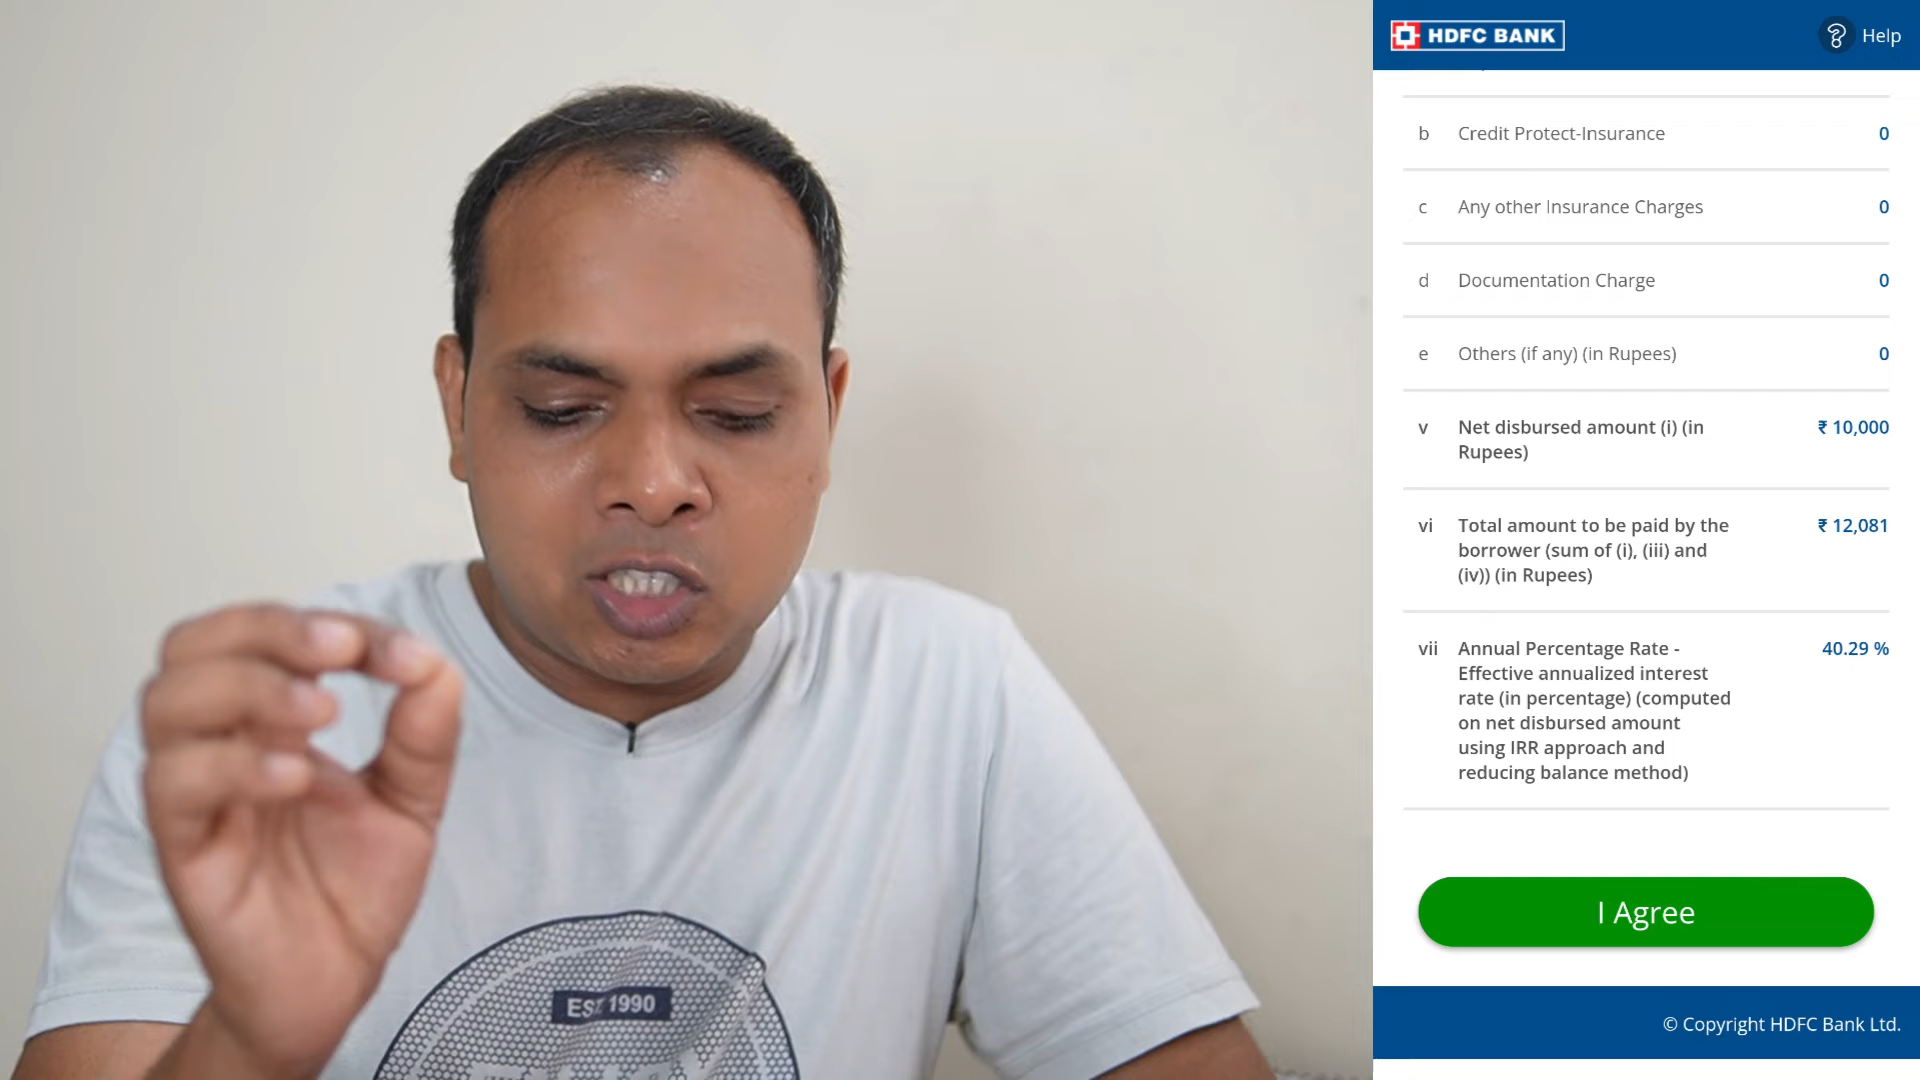 HDFC BANK
Help
b Credit Protect-Insurance 0
c Any other Insurance Charges 0
d Documentation Charge 0
e Others (if any) (in Rupees) 0
v Net disbursed amount (i) (in ₹ 10,000
Rupees)
vi Total amount to be paid by the ₹ 12,081
borrower (sum of (i), (iii) and
(iv)) (in Rupees)
vii Annual Percentage Rate - 40.29 %
Effective annualized interest
rate (in percentage) (computed
on net disbursed amount
using IRR approach and
reducing balance method)
I Agree
© Copyright HDFC Bank Ltd.
1990